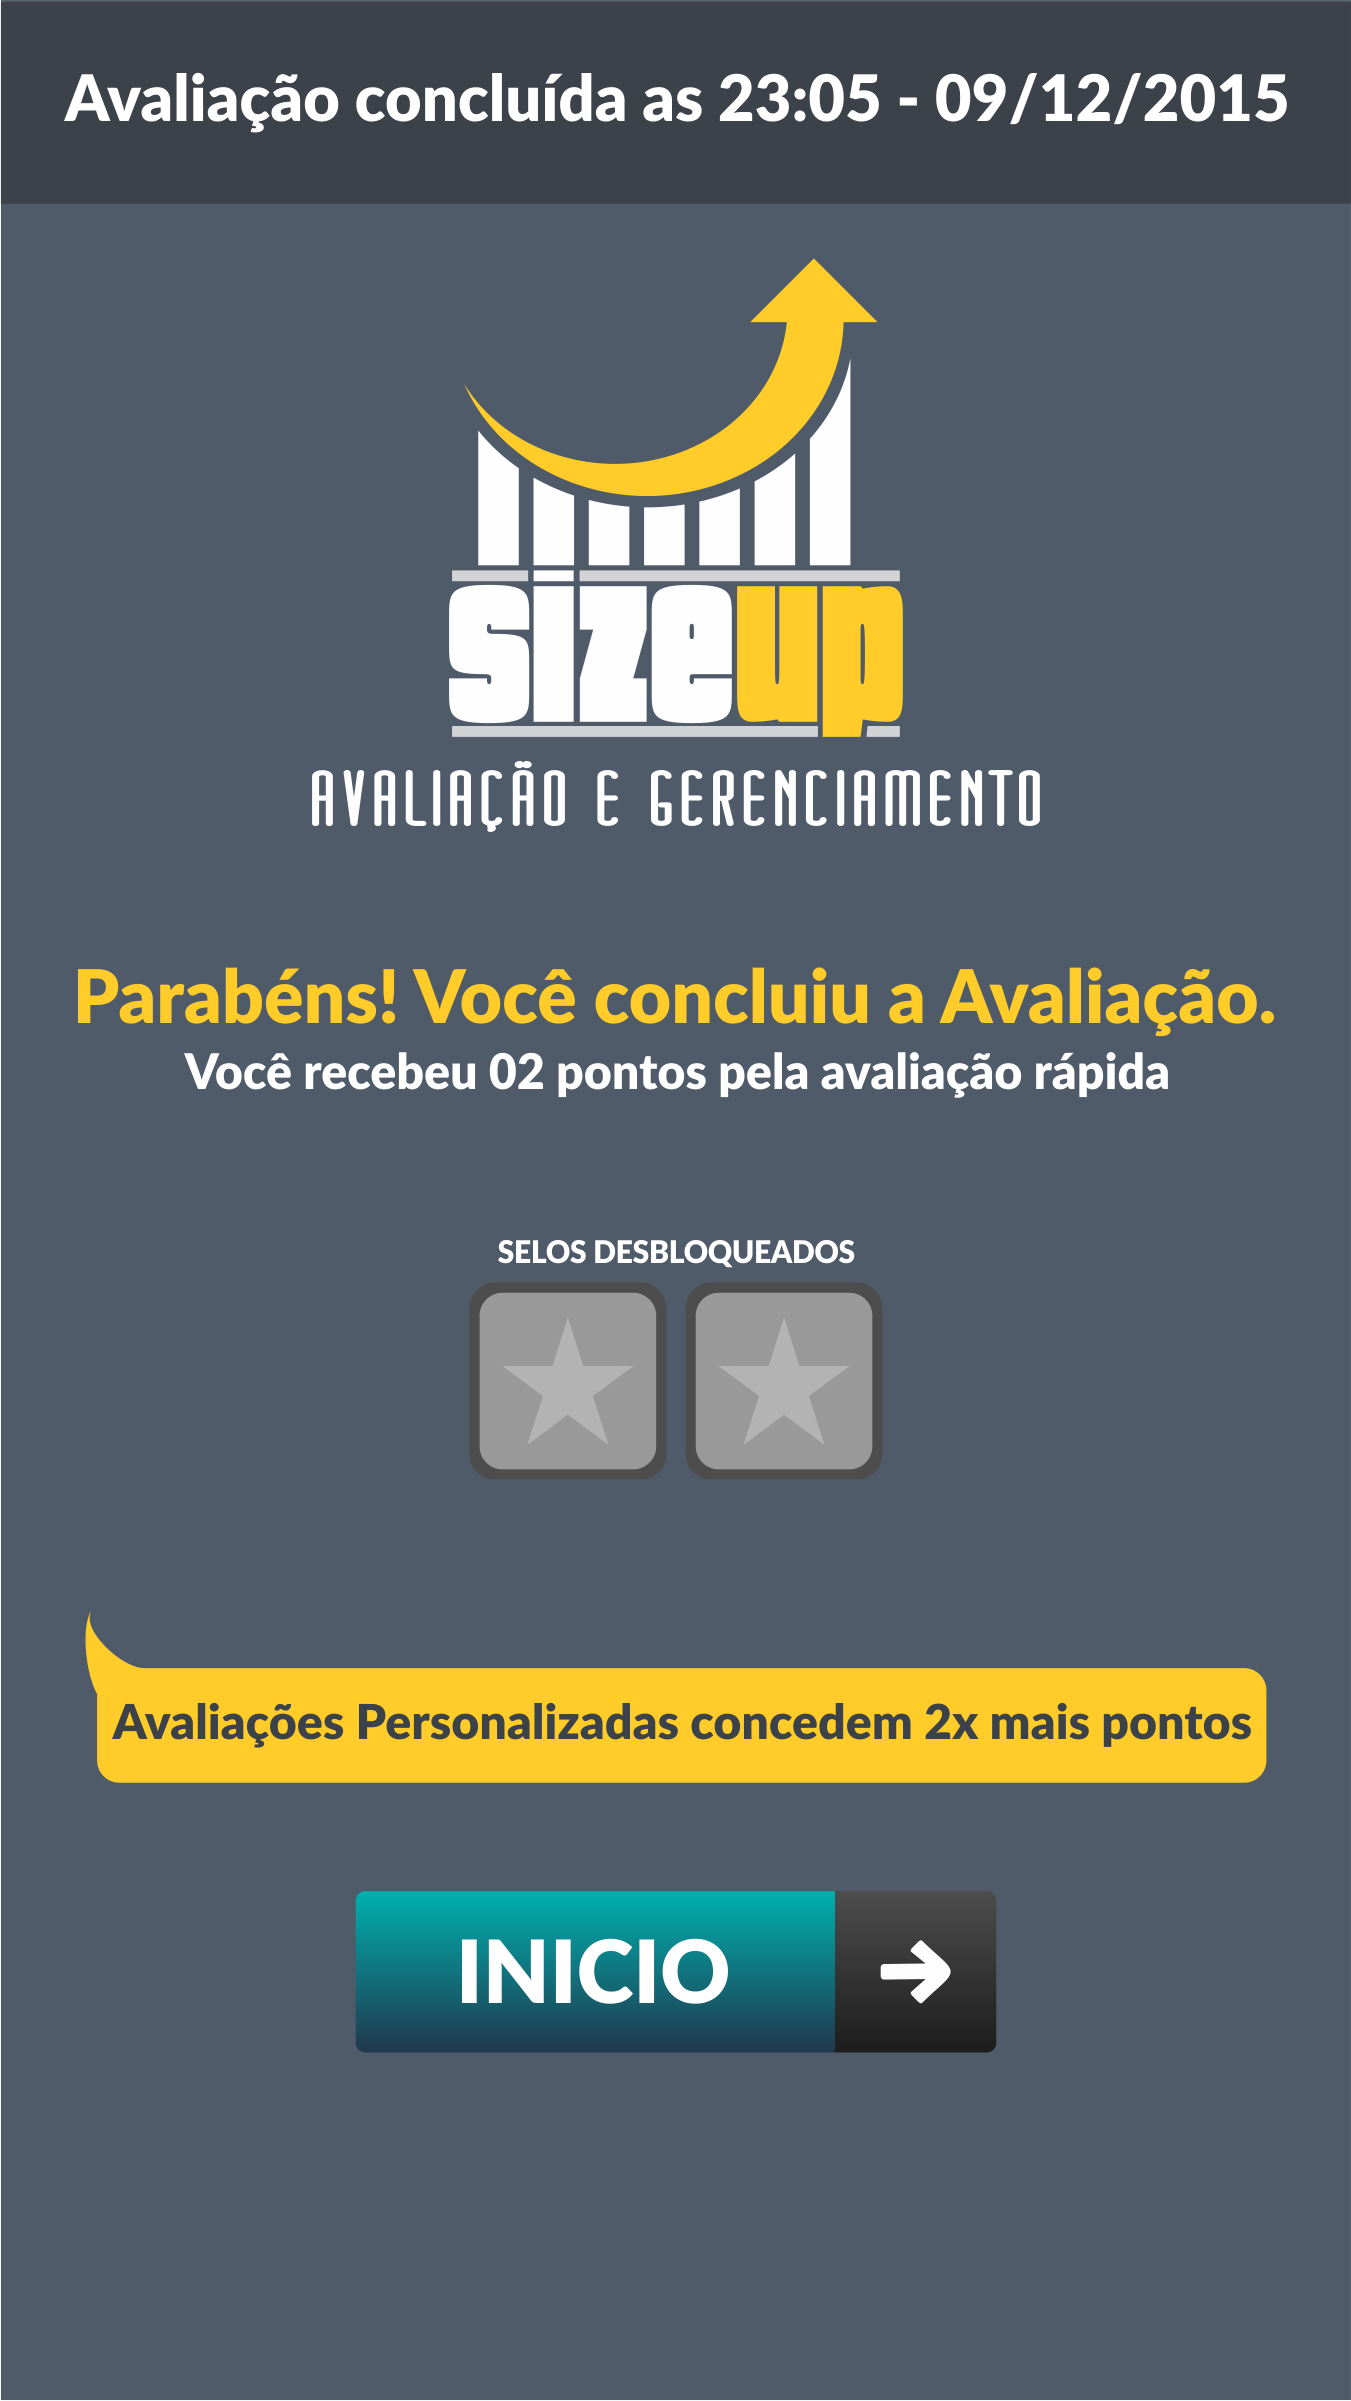 Avaliação concluída as 23:05 - 09/12/2015
sizeup
AVALIAÇÃO E GERENCIAMENTO
Parabéns! Você concluiu a Avaliação.
Você recebeu 02 pontos pela avaliação rápida
SELOS DESBLOQUEADOS
Avaliações Personalizadas concedem 2x mais pontos
INICIO